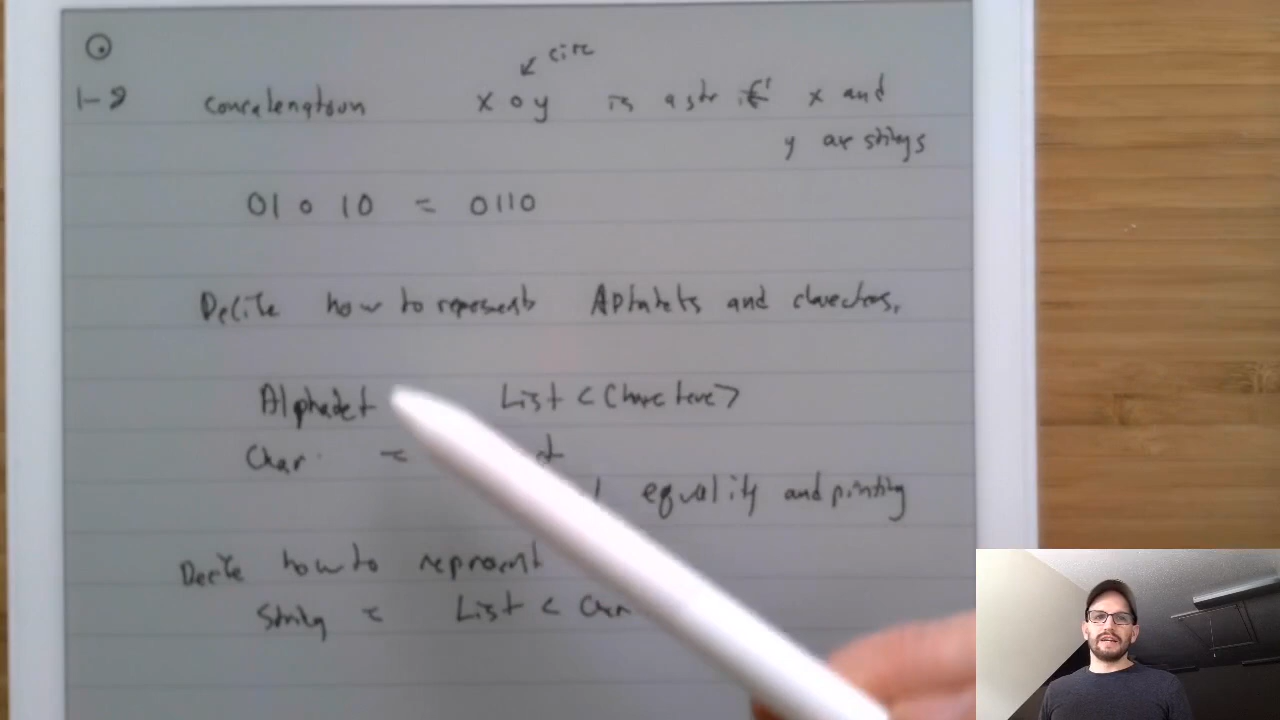 circ
1-8 concatenation x o y is a str if x and
y are strings
01 o 10 = 0110
Decide how to represent Alphabets and characters.
Alphabet List <Character>
Char =
equality and printing
Decide how to represent
String = List < Char